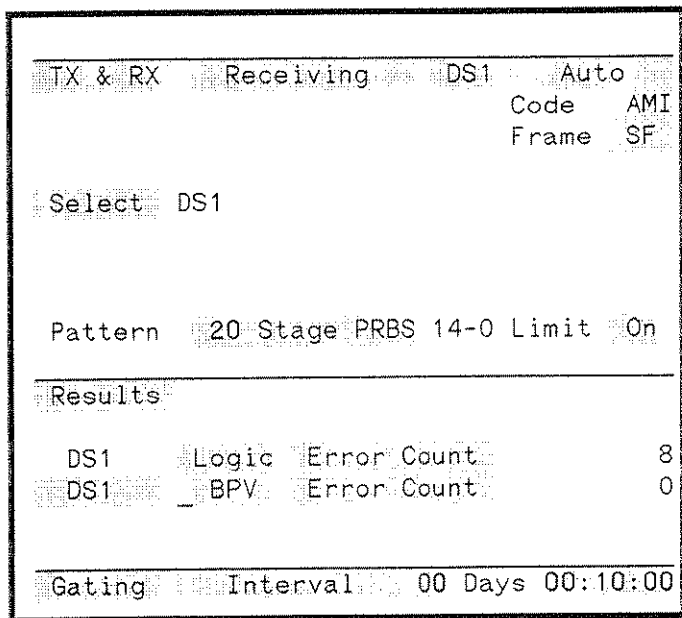 TX & RX Receiving DS1 Auto
Code AMI
Frame SF
Select DS1
Pattern 20 Stage PRBS 14-0 Limit On
Results
DS1 Logic Error Count 8
DS1 _ BPV Error Count 0
Gating Interval 00 Days 00:10:00